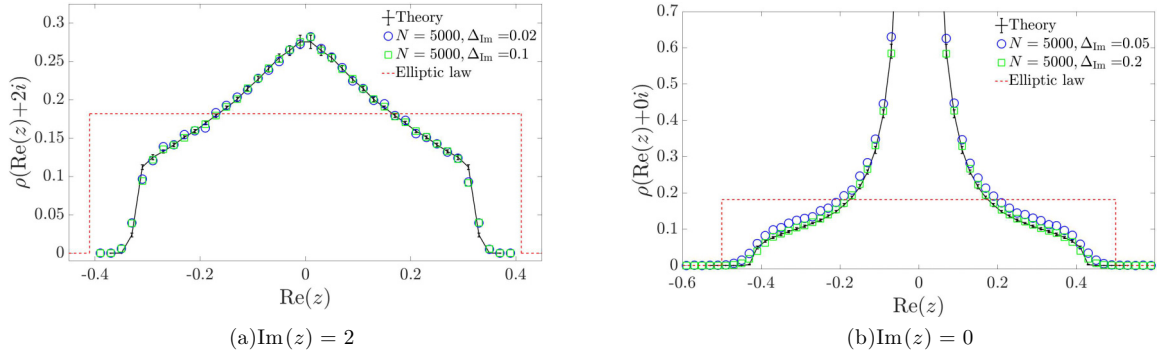 0.3
0.25
0.2
0.15
0.1
0.05
0
ρ(Re(z)+2i)
Theory
N = 5000, Δ_Im =0.02
N = 5000, Δ_Im =0.1
Elliptic law
-0.4
-0.2
0
0.2
0.4
Re(z)
(a)Im(z) = 2
0.7
0.6
0.5
0.4
0.3
0.2
0.1
0
ρ(Re(z)+0i)
Theory
N = 5000, Δ_Im =0.05
N = 5000, Δ_Im =0.2
Elliptic law
-0.6
-0.4
-0.2
0
0.2
0.4
Re(z)
(b)Im(z) = 0